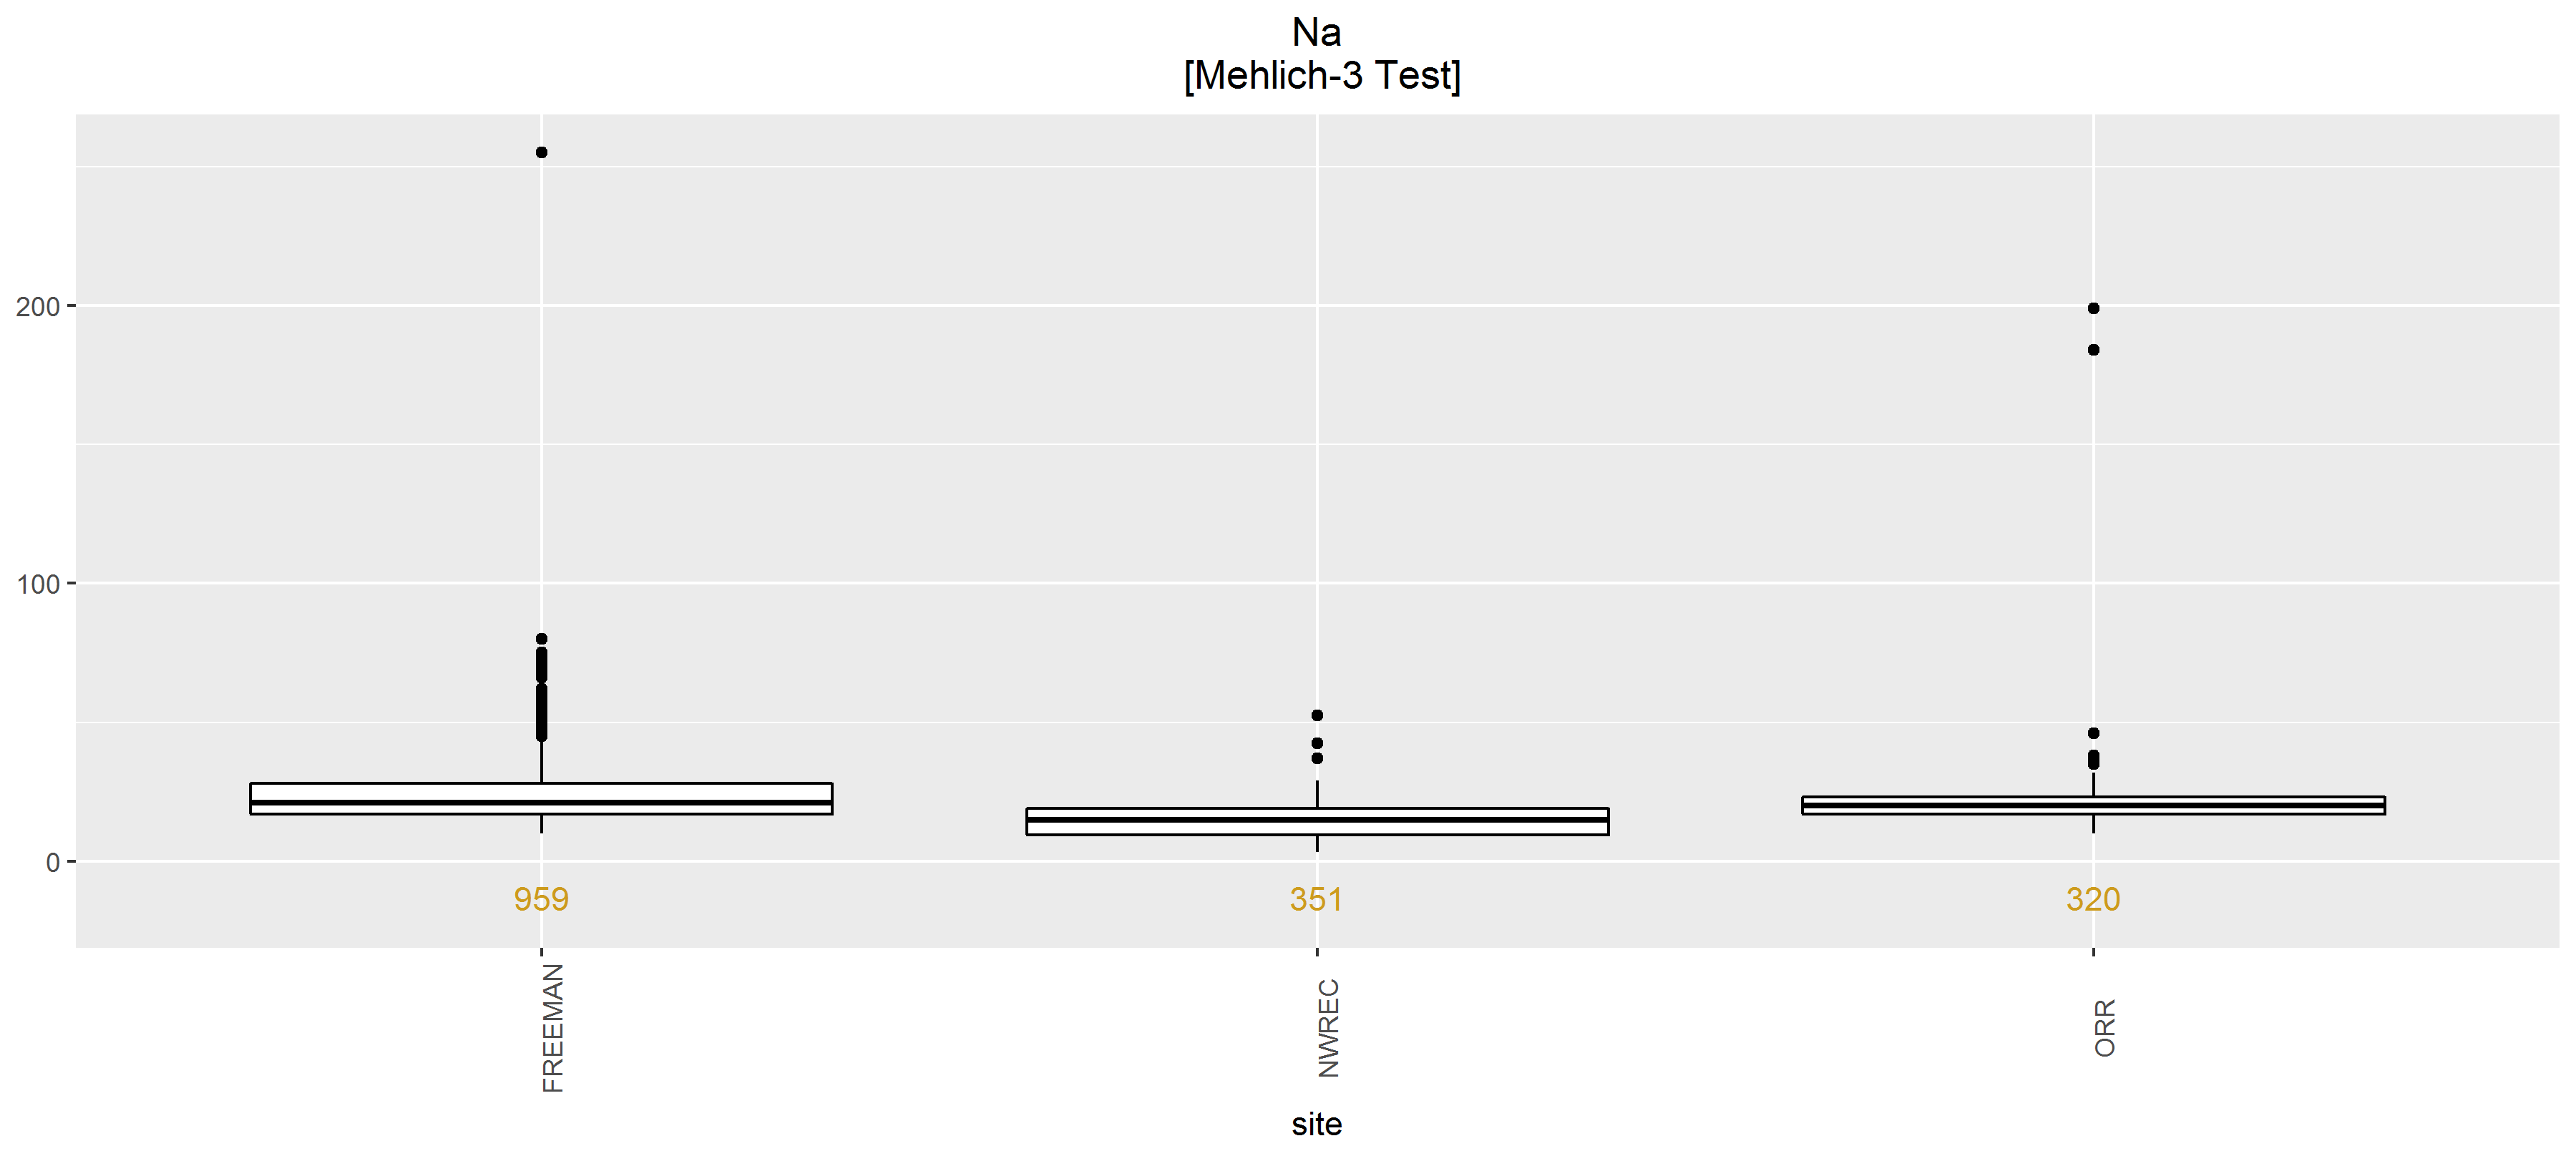 Na
[Mehlich-3 Test]
200
100
0
959
351
320
FREEMAN
NWREC
ORR
site